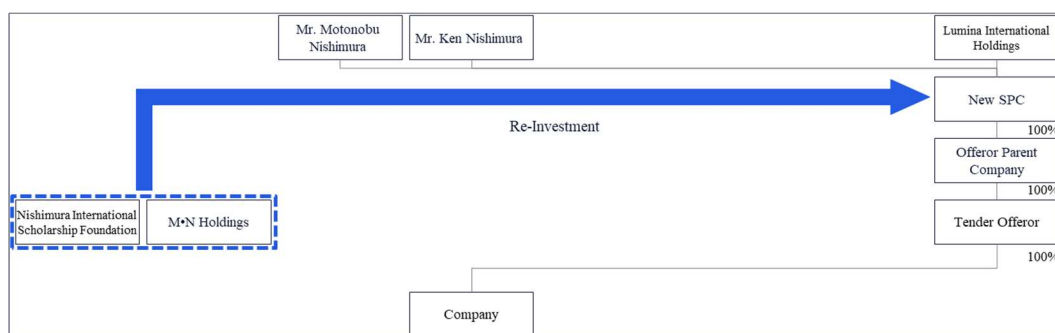 Mr. Motonobu
Nishimura
Mr. Ken Nishimura
Lumina International
Holdings
New SPC
Re-Investment
100%
Offeror Parent
Company
100%
Nishimura International
Scholarship Foundation
M•N Holdings
Tender Offeror
100%
Company